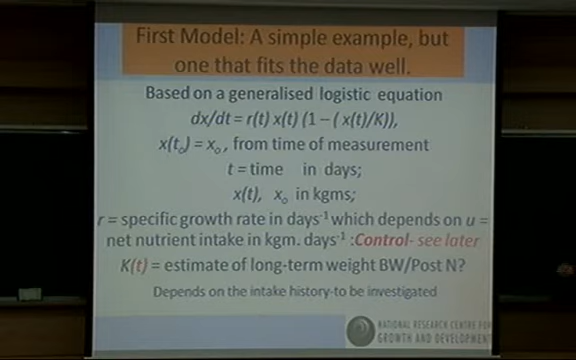 First Model: A simple example, but
one that fits the data well.
Based on a generalised logistic equation
dx/dt = r(t) x(t) (1 – ( x(t)/K)),
x(t₀) = x₀ , from time of measurement
t = time in days;
x(t), x₀ in kgms;
r = specific growth rate in days⁻¹ which depends on u =
net nutrient intake in kgm. days⁻¹ :Control- see later
K(t) = estimate of long-term weight BW/Post N?
Depends on the intake history-to be investigated
NATIONAL RESEARCH CENTRE FOR
GROWTH AND DEVELOPMENT